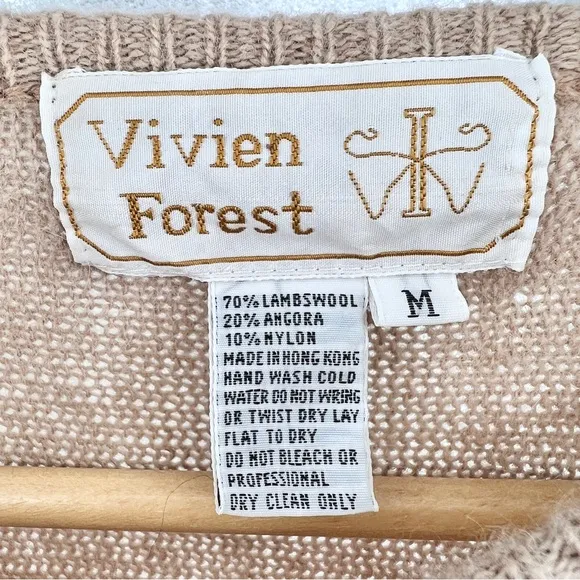 Vivien
Forest
M
70% LAMBSWOOL
20% ANGORA
10% NYLON
MADE IN HONG KONG
HAND WASH COLD
WATER DO NOT WRING
OR TWIST DRY LAY
FLAT TO DRY
DO NOT BLEACH OR
PROFESSIONAL
DRY CLEAN ONLY